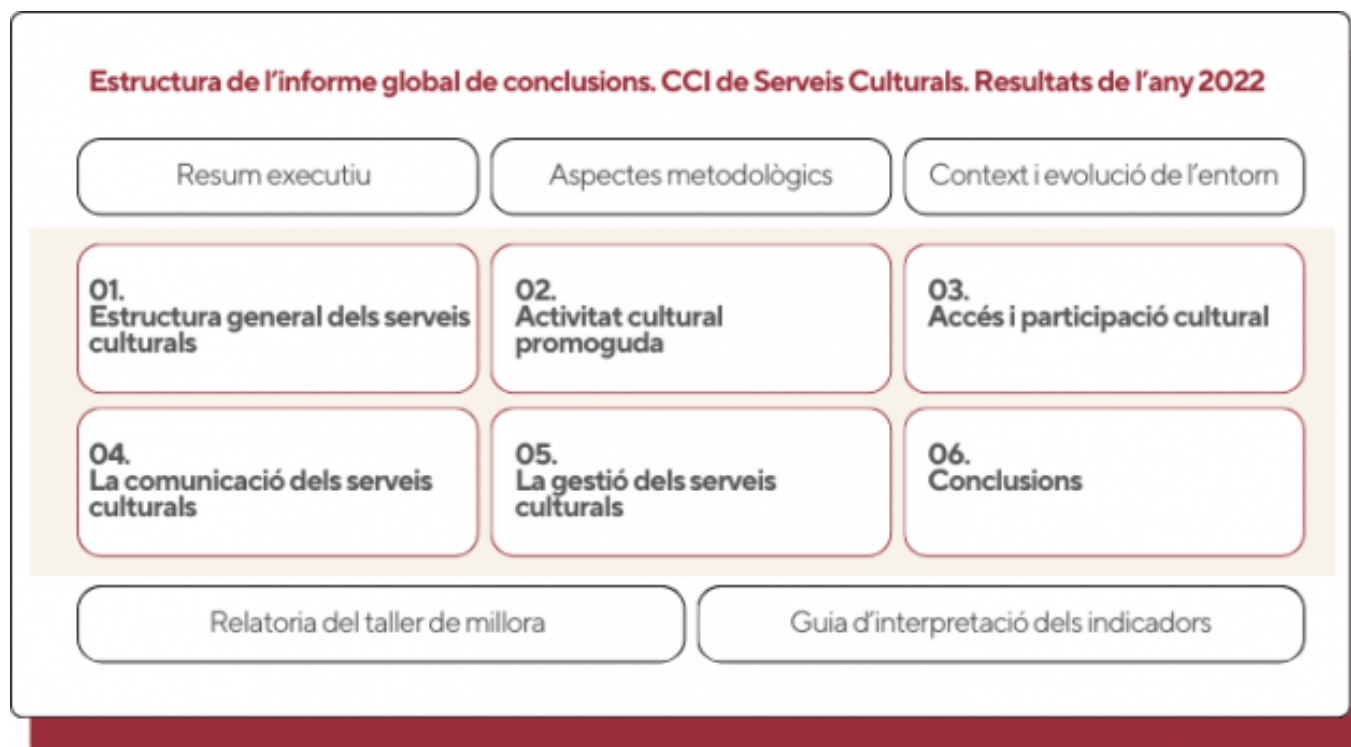 Estructura de l’informe global de conclusions. CCI de Serveis Culturals. Resultats de l’any 2022
Resum executiu
Aspectes metodològics
Context i evolució de l’entorn
01.
Estructura general dels serveis
culturals
02.
Activitat cultural
promoguda
03.
Accés i participació cultural
04.
La comunicació dels serveis
culturals
05.
La gestió dels serveis
culturals
06.
Conclusions
Relatoria del taller de millora
Guia d’interpretació dels indicadors